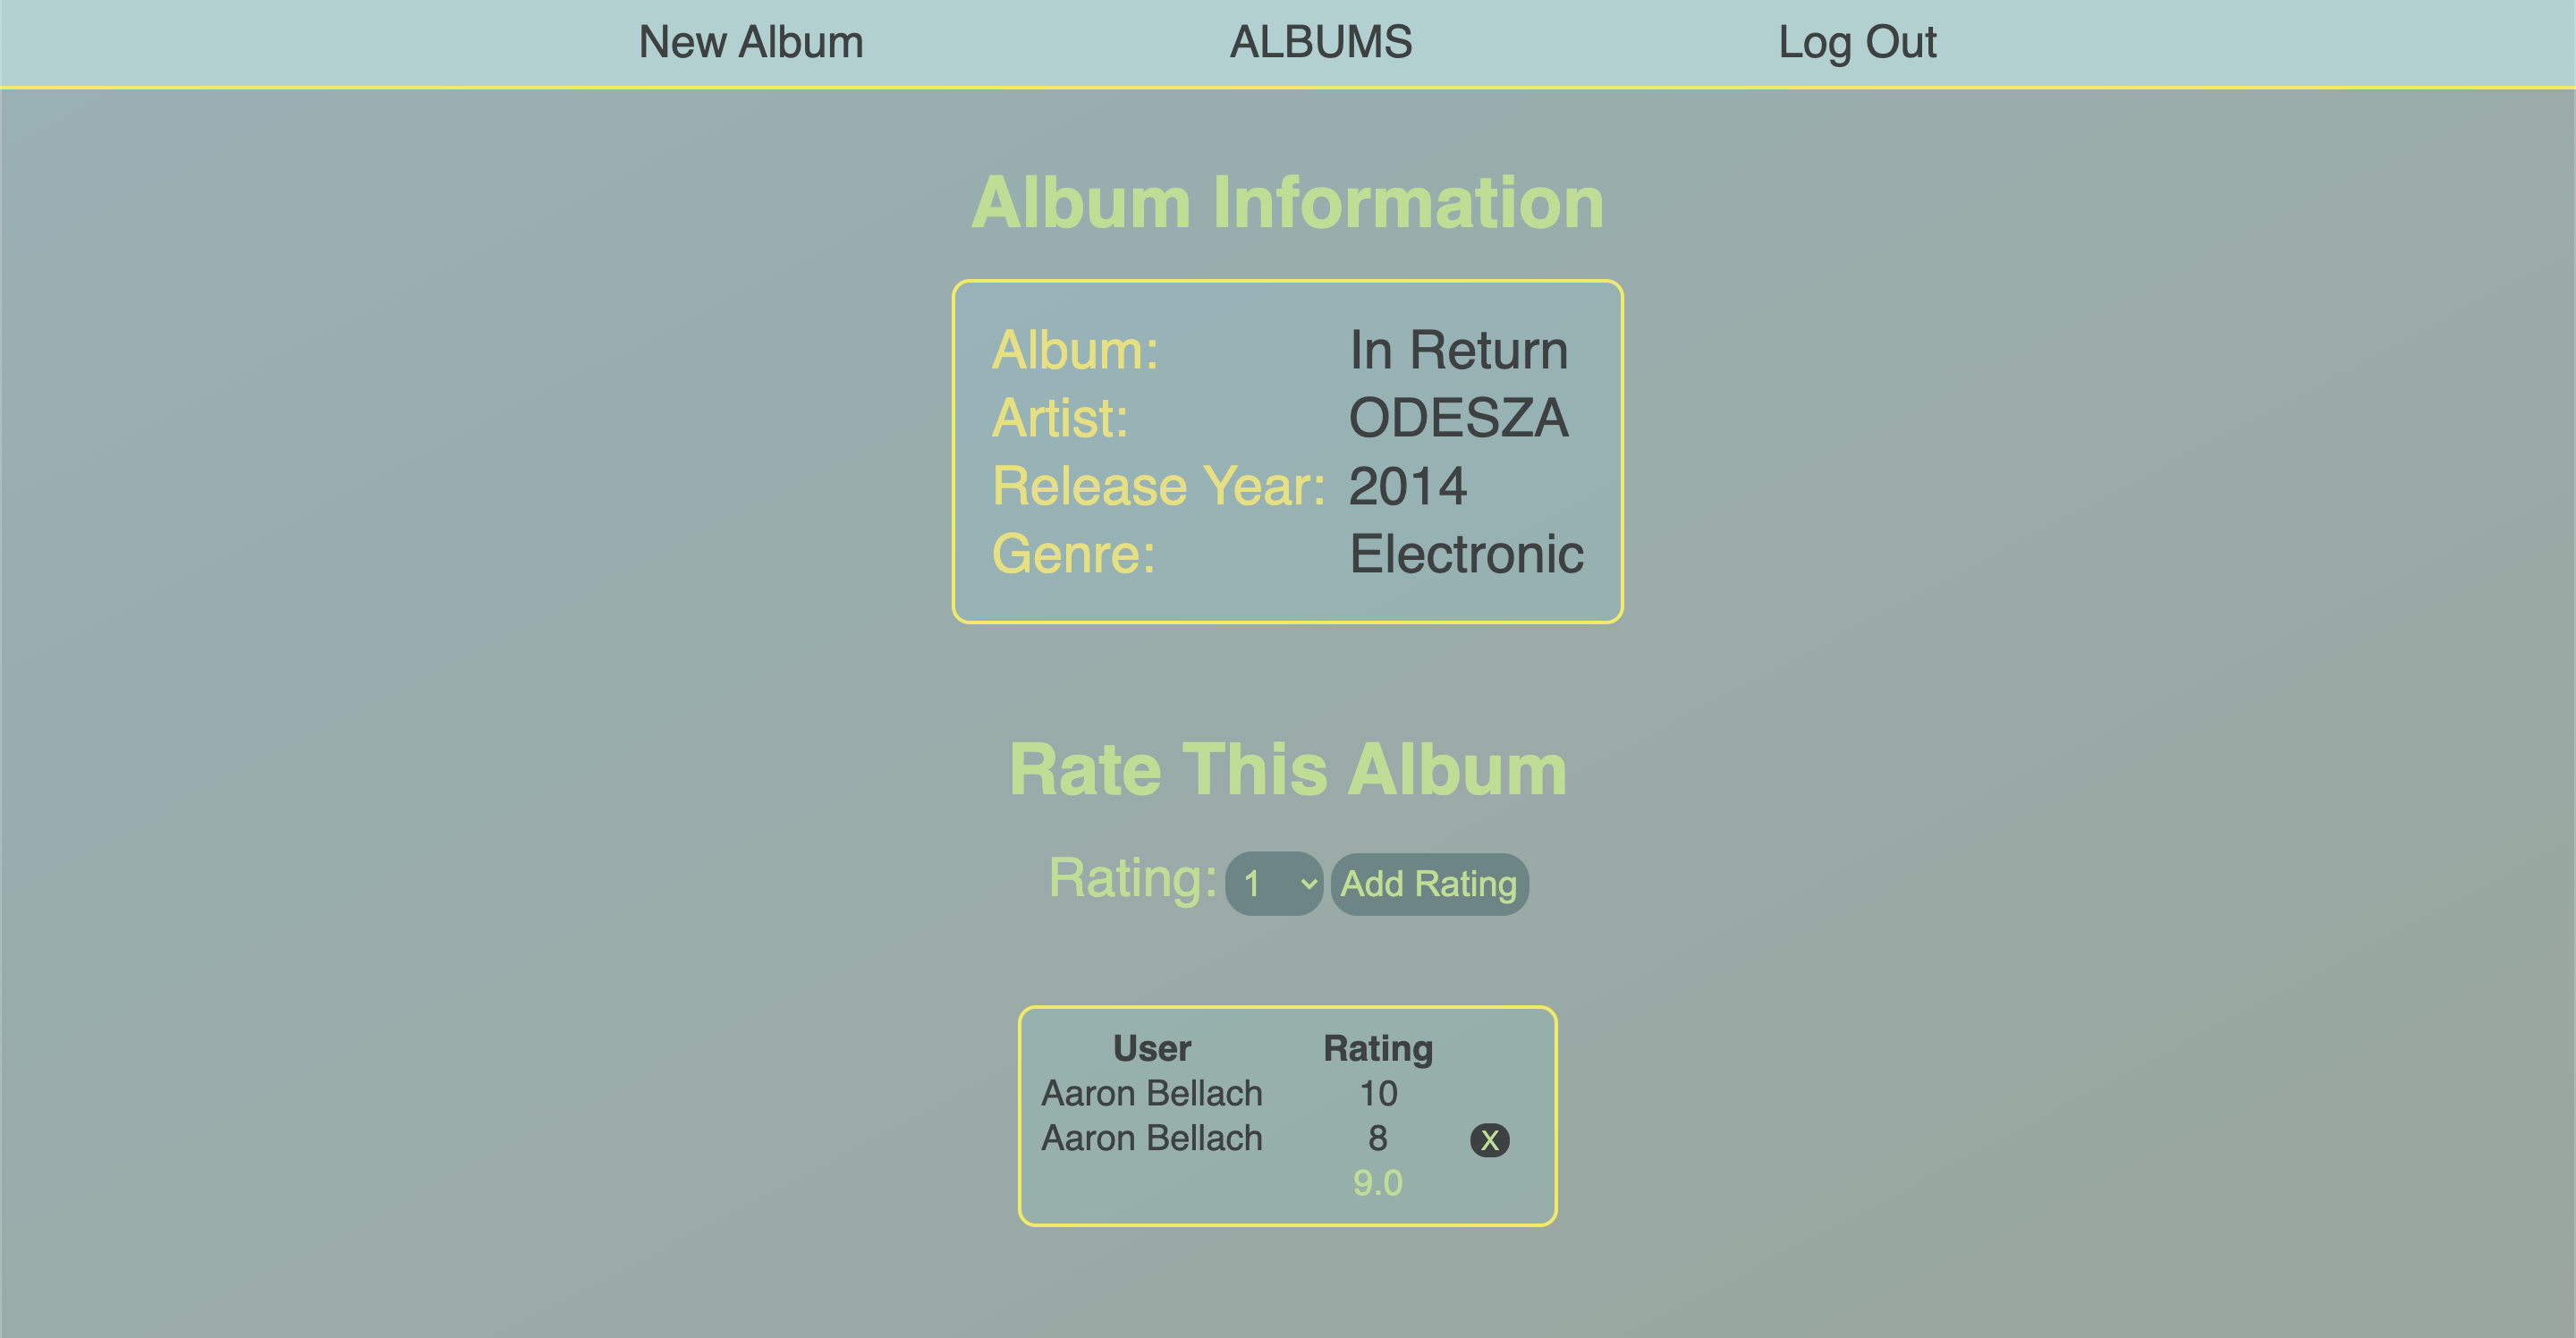 New Album ALBUMS Log Out
Album Information
Album: In Return
Artist: ODESZA
Release Year: 2014
Genre: Electronic
Rate This Album
Rating: 1 Add Rating
User Rating
Aaron Bellach 10
Aaron Bellach 8 X
9.0